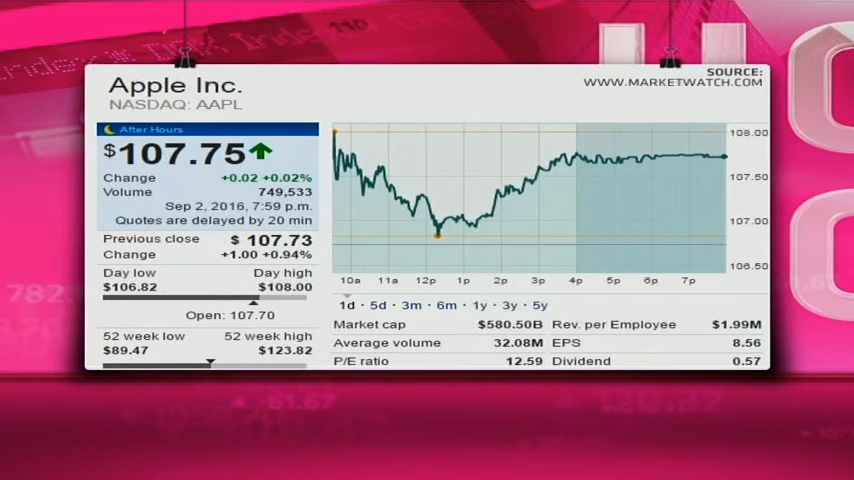 SOURCE:
WWW.MARKETWATCH.COM
Apple Inc.
NASDAQ: AAPL
After Hours
$107.75
Change +0.02 +0.02%
Volume 749,533
Sep 2, 2016, 7:59 p.m.
Quotes are delayed by 20 min
Previous close $ 107.73
Change +1.00 +0.94%
Day low Day high
$106.82 $108.00
Open: 107.70
52 week low 52 week high
$89.47 $123.82
108.00
107.50
107.00
106.50
10a 11a 12p 1p 2p 3p 4p 5p 6p 7p
1d · 5d · 3m · 6m · 1y · 3y · 5y
Market cap $580.50B Rev. per Employee $1.99M
Average volume 32.08M EPS 8.56
P/E ratio 12.59 Dividend 0.57
-61.67